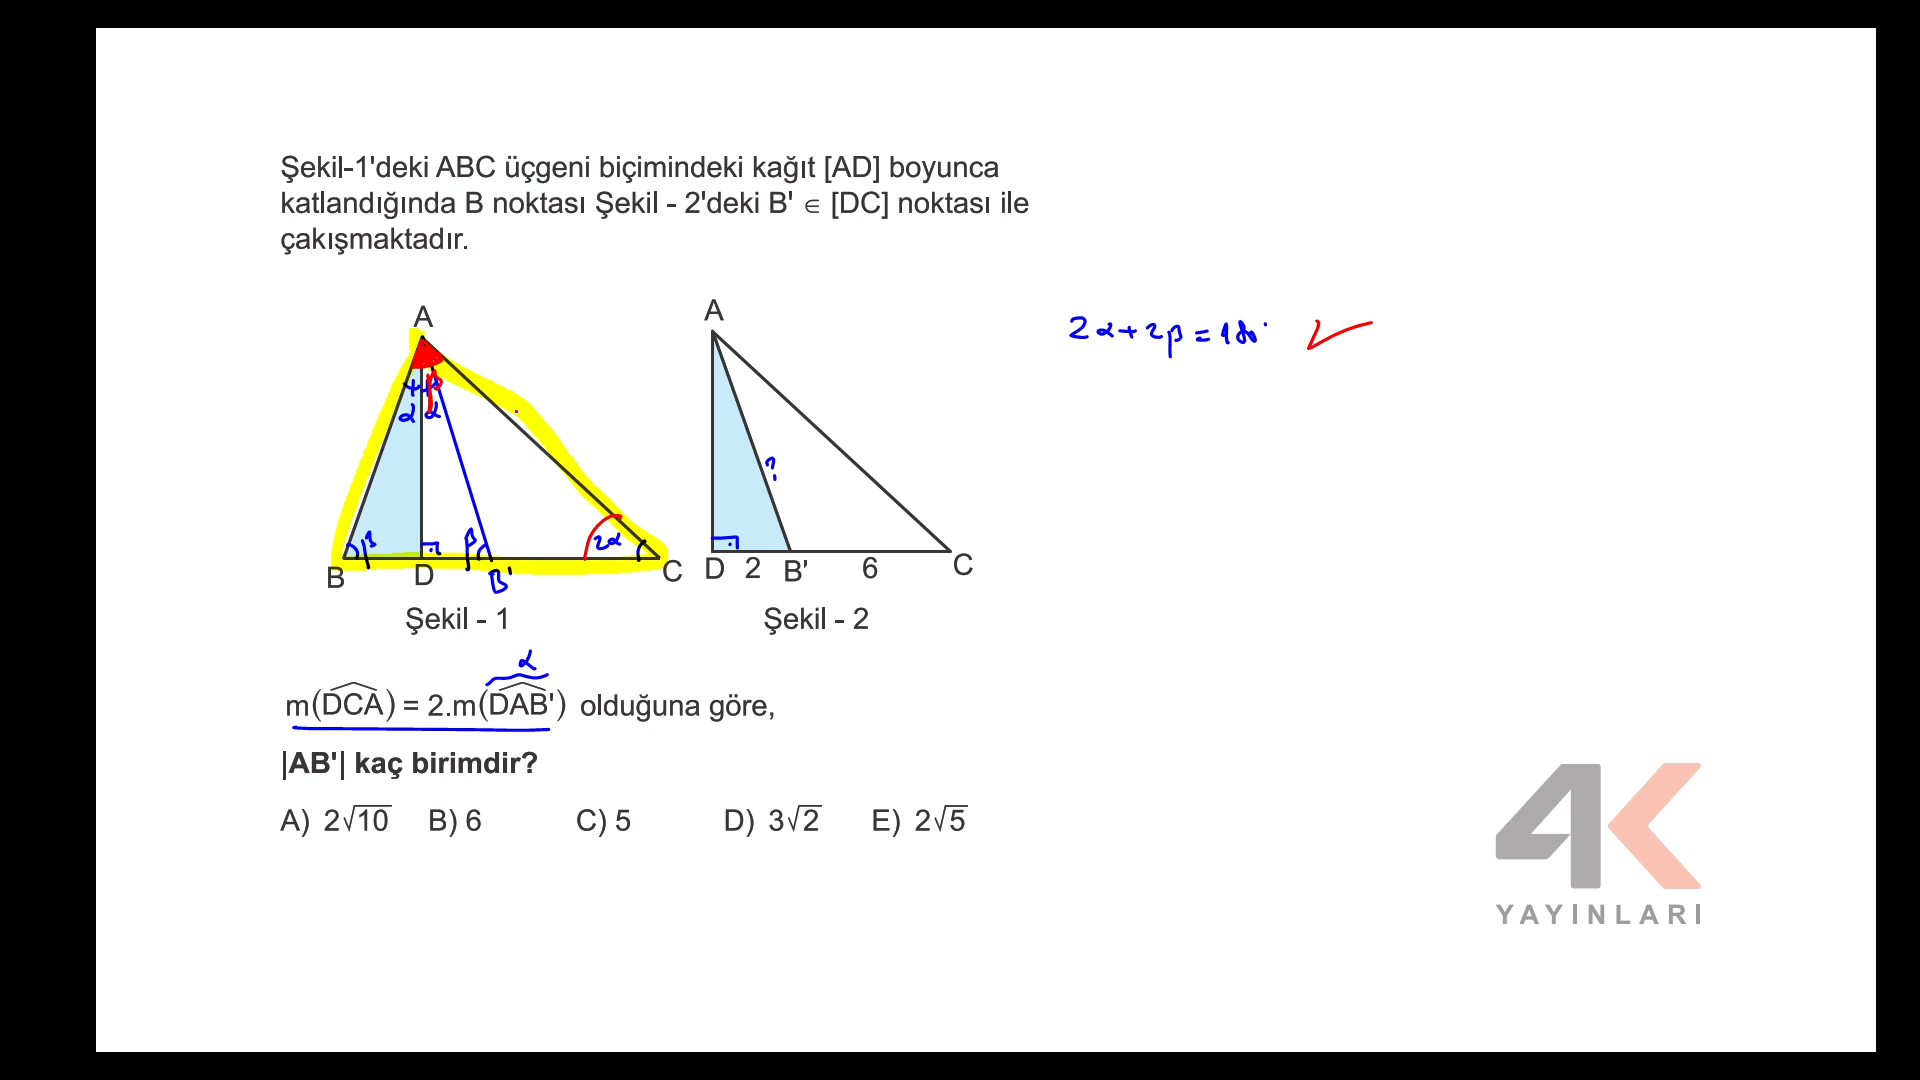 Şekil-1'deki ABC üçgeni biçimindeki kağıt [AD] boyunca
katlandığında B noktası Şekil - 2'deki B' ∈ [DC] noktası ile
çakışmaktadır.
2α+2β=180°
A
A
α α
β
?
β
β
2α
B D B' C
D 2 B' 6 C
Şekil - 1
Şekil - 2
α
m(DCA) = 2.m(DAB') olduğuna göre,
|AB'| kaç birimdir?
A) 2√10 B) 6 C) 5 D) 3√2 E) 2√5
4K
YAYINLARI